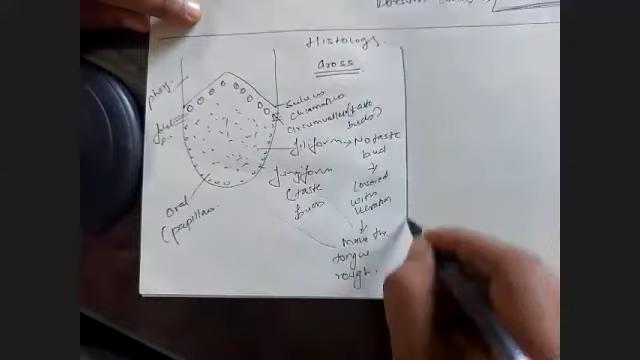 Histology
Gross
Phary.
Sulcus
circumvallate (taste
buds)
filiform → No taste
bud
fungiform
(taste
buds
covered
with
keratin
make the
tongue
rough.
oral
(papillae